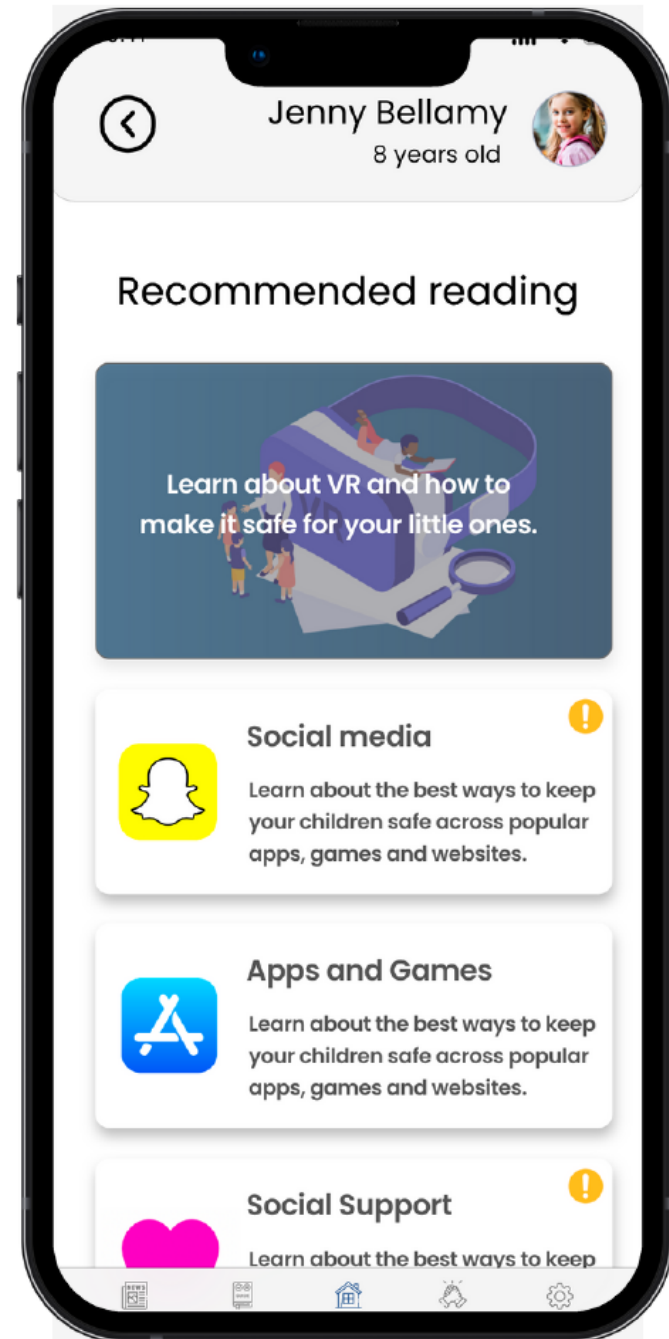 Jenny Bellamy
8 years old
Recommended reading
Learn about VR and how to
make it safe for your little ones.
VR
Social media
Learn about the best ways to keep
your children safe across popular
apps, games and websites.
Apps and Games
Learn about the best ways to keep
your children safe across popular
apps, games and websites.
Social Support
Learn about the best ways to keep
NEWS